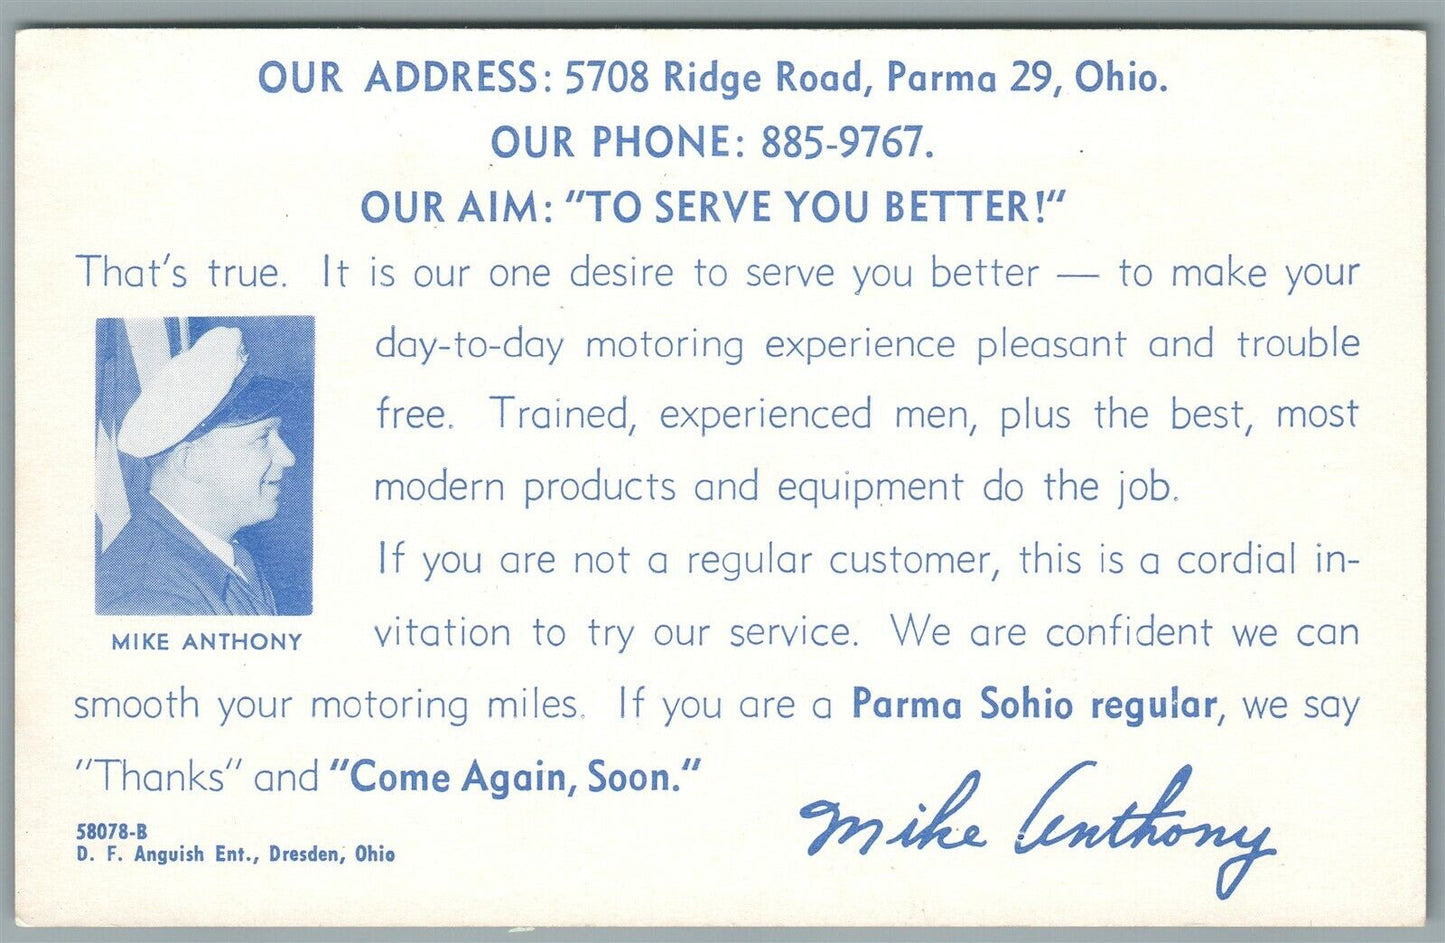 OUR ADDRESS: 5708 Ridge Road, Parma 29, Ohio.
OUR PHONE: 885-9767.
OUR AIM: "TO SERVE YOU BETTER!"
That's true. It is our one desire to serve you better — to make your
day-to-day motoring experience pleasant and trouble
free. Trained, experienced men, plus the best, most
modern products and equipment do the job.
If you are not a regular customer, this is a cordial in-
vitation to try our service. We are confident we can
MIKE ANTHONY
smooth your motoring miles. If you are a Parma Sohio regular, we say
"Thanks" and "Come Again, Soon."
Mike Anthony
58078-B
D. F. Anguish Ent., Dresden, Ohio